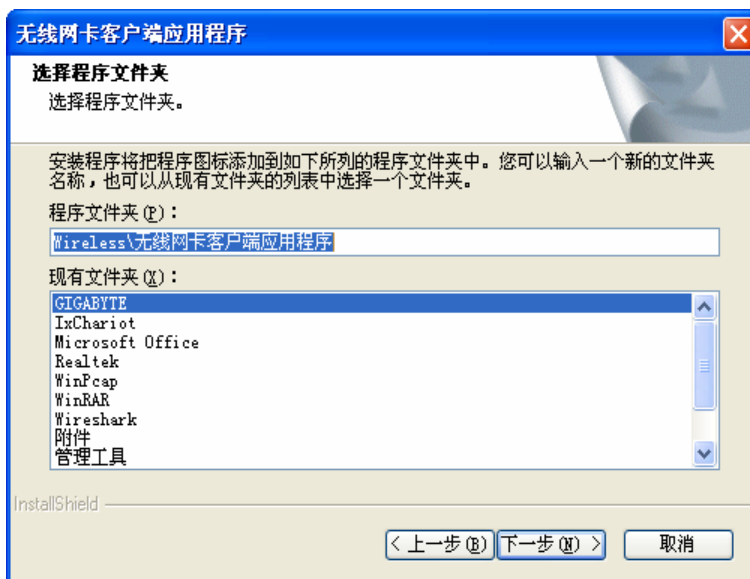 无线网卡客户端应用程序
选择程序文件夹
选择程序文件夹。
安装程序将把程序图标添加到如下所列的程序文件夹中。您可以输入一个新的文件夹
名称，也可以从现有文件夹的列表中选择一个文件夹。
程序文件夹(P)：
Wireless\无线网卡客户端应用程序
现有文件夹(X)：
GIGABYTE
IxChariot
Microsoft Office
Realtek
WinPcap
WinRAR
Wireshark
附件
管理工具
InstallShield
< 上一步(B) 下一步(N) > 取消